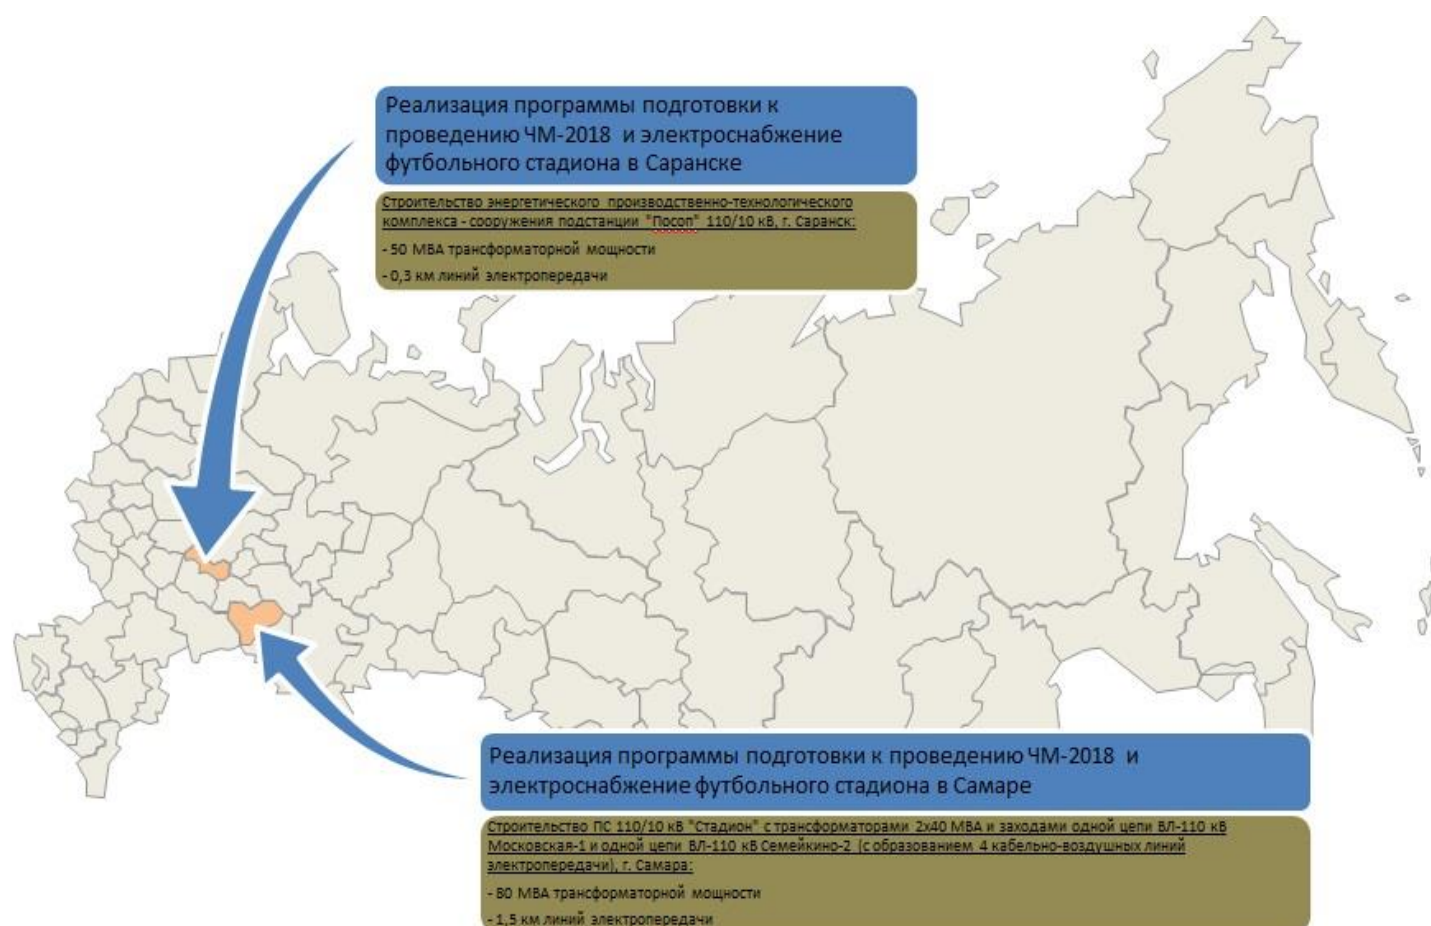 Реализация программы подготовки к
проведению ЧМ-2018 и электроснабжение
футбольного стадиона в Саранске
Строительство энергетического производственно-технологического
комплекса - сооружения подстанции "Посоп" 110/10 кВ, г. Саранск:
- 50 МВА трансформаторной мощности
- 0,3 км линий электропередачи
Реализация программы подготовки к проведению ЧМ-2018 и
электроснабжение футбольного стадиона в Самаре
Строительство ПС 110/10 кВ "Стадион" с трансформаторами 2х40 МВА и заходами одной цепи ВЛ-110 кВ
Московская-1 и одной цепи ВЛ-110 кВ Семейкино-2 (с образованием 4 кабельно-воздушных линий
электропередачи), г. Самара:
- 80 МВА трансформаторной мощности
- 1,5 км линий электропередачи